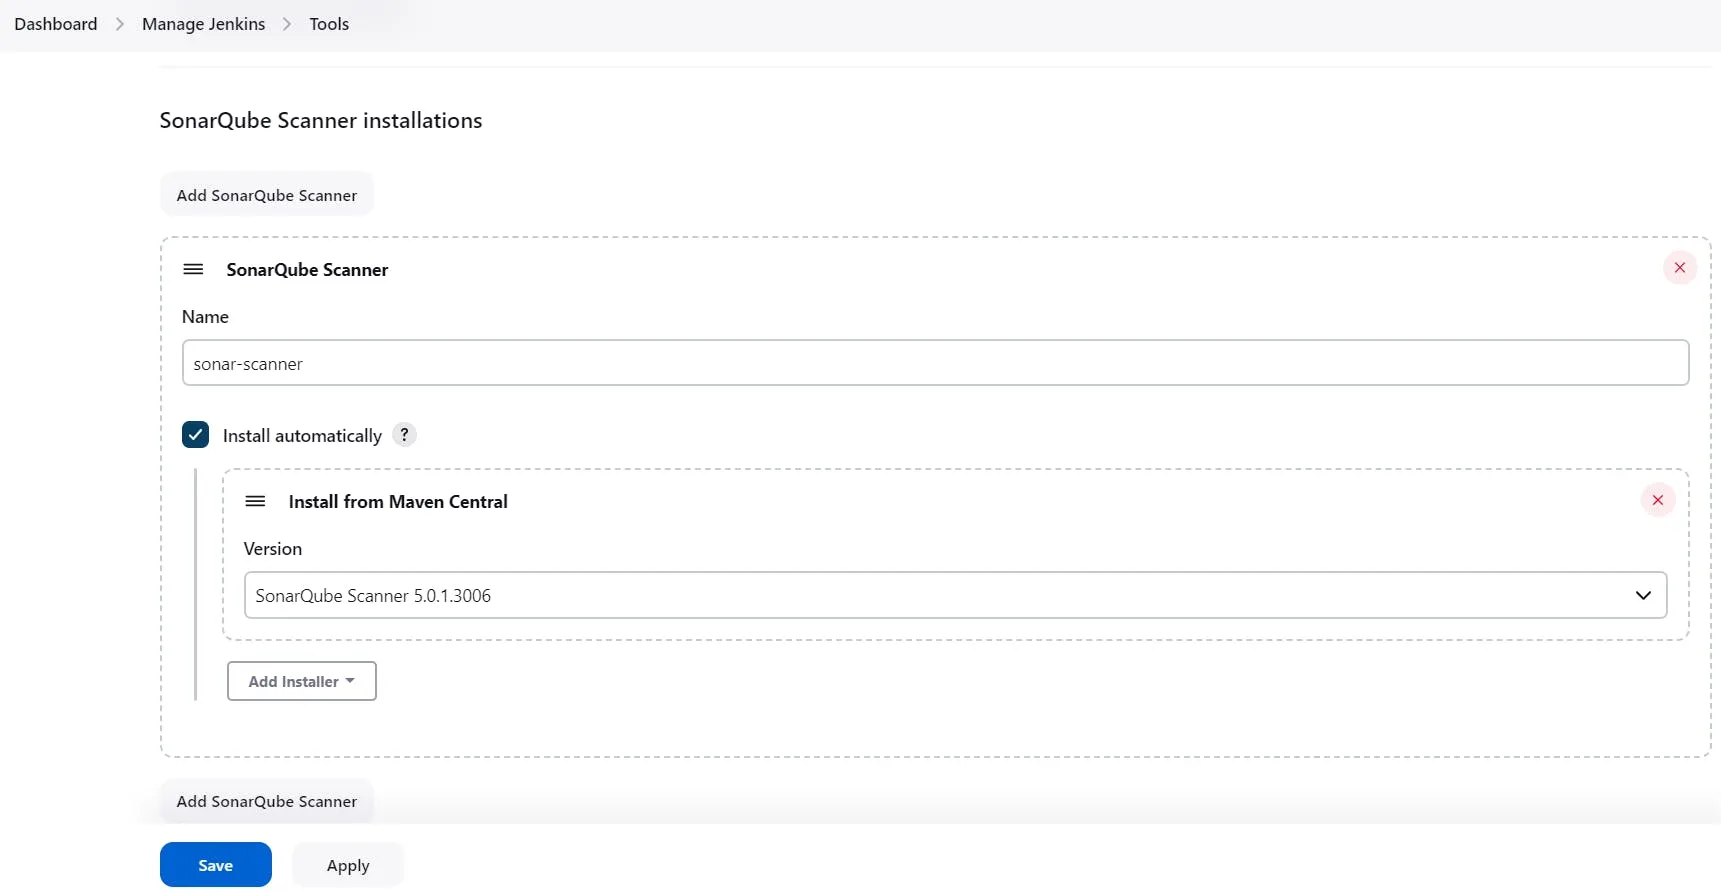 Dashboard > Manage Jenkins > Tools
SonarQube Scanner installations
Add SonarQube Scanner
SonarQube Scanner
Name
sonar-scanner
Install automatically ?
Install from Maven Central
Version
SonarQube Scanner 5.0.1.3006
Add Installer
Add SonarQube Scanner
Save Apply